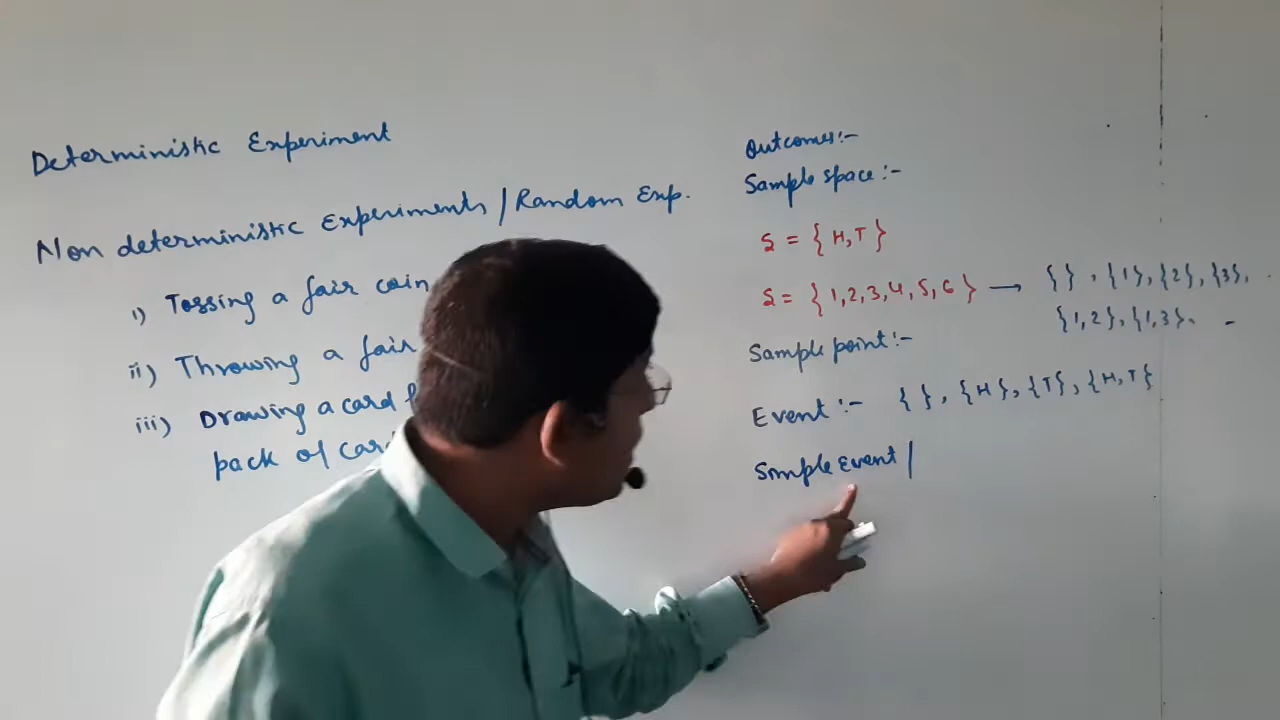 Deterministic Experiment
Non deterministic Experiments / Random Exp.
i) Tossing a fair coin
ii) Throwing a fair
iii) Drawing a card
pack of
Outcomes:-
Sample space:-
S = { H, T }
S = { 1, 2, 3, 4, 5, 6 } → { }, {1}, {2}, {3},
{1,2}, {1,3}, -
Sample point:-
Event:- { }, {H}, {T}, {H,T}
Simple Event /